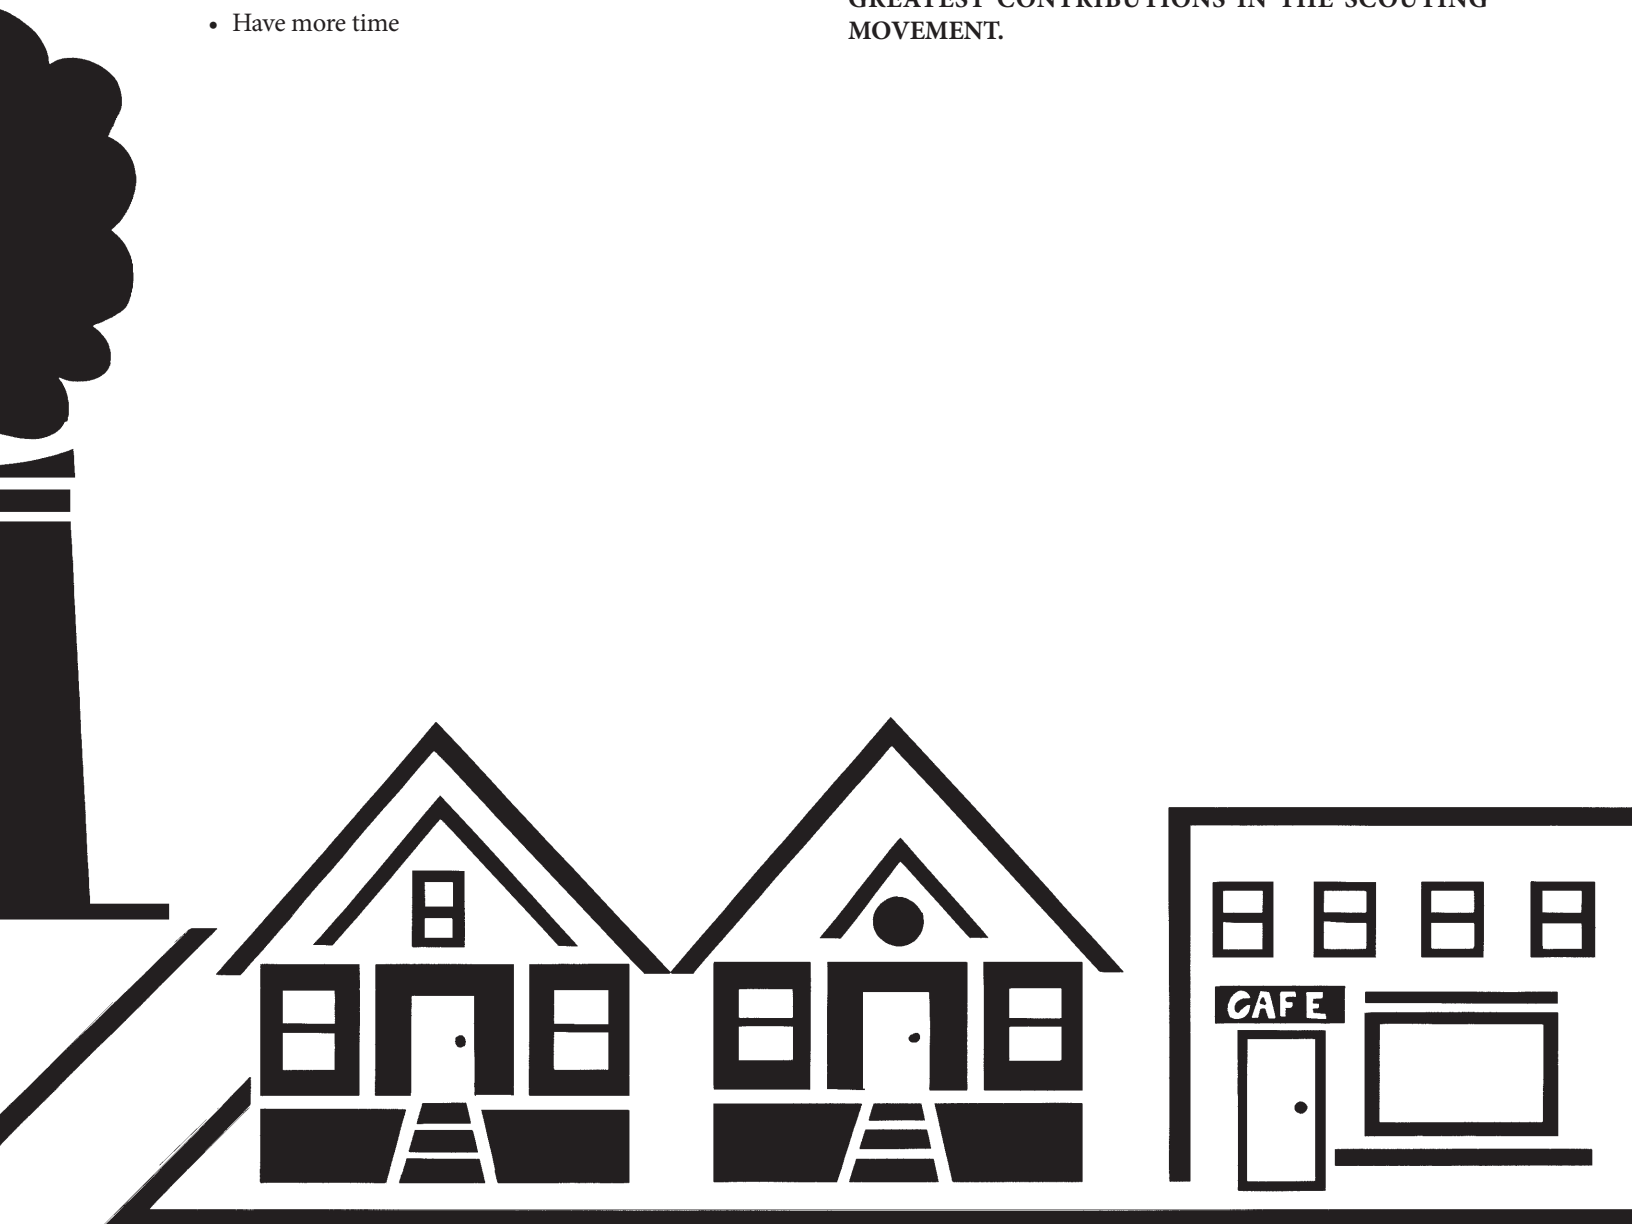 • Have more time
GREATEST CONTRIBUTIONS IN THE SCOUTING
MOVEMENT.
CAFE